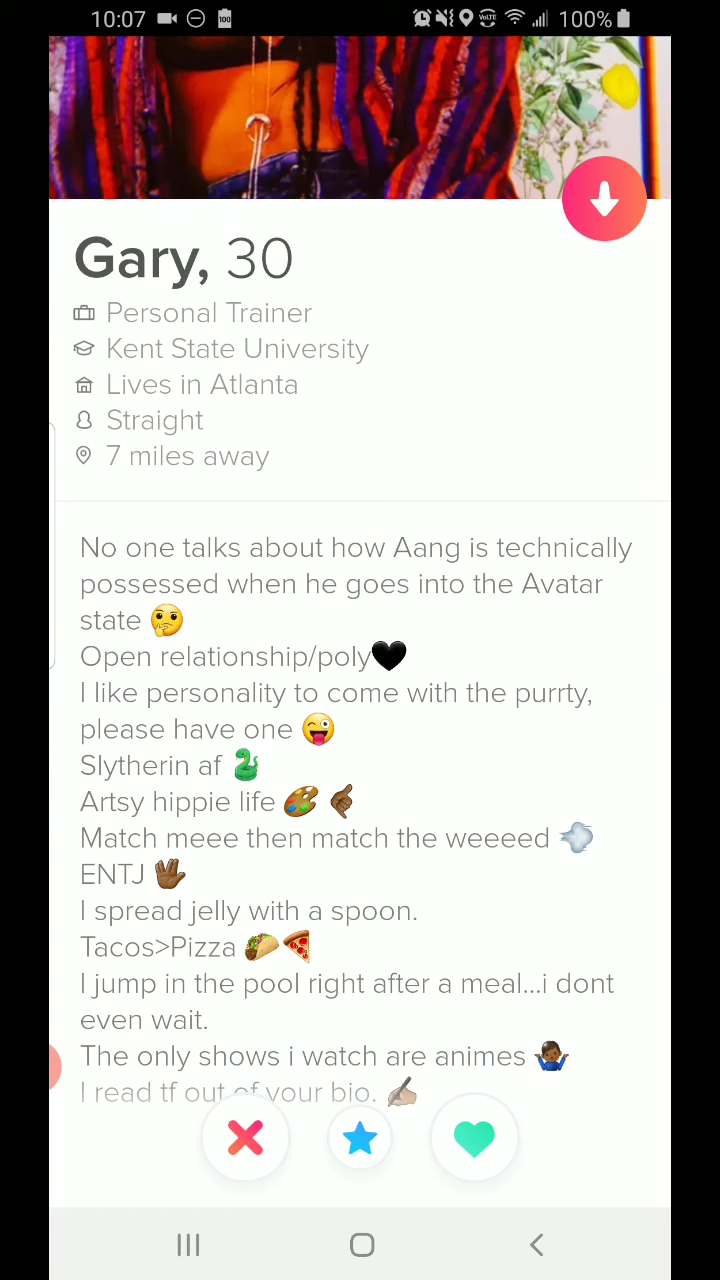 10:07 100 VoLTE 100%
Gary, 30
Personal Trainer
Kent State University
Lives in Atlanta
Straight
7 miles away
No one talks about how Aang is technically
possessed when he goes into the Avatar
state 🤔
Open relationship/poly🖤
I like personality to come with the purrty,
please have one 😜
Slytherin af 🐍
Artsy hippie life 🎨 🤙🏾
Match meee then match the weeeed 💨
ENTJ 🖖🏾
I spread jelly with a spoon.
Tacos>Pizza 🌮🍕
I jump in the pool right after a meal...i dont
even wait.
The only shows i watch are animes 🤷🏾‍♂️
I read tf out of your bio. ✍🏼